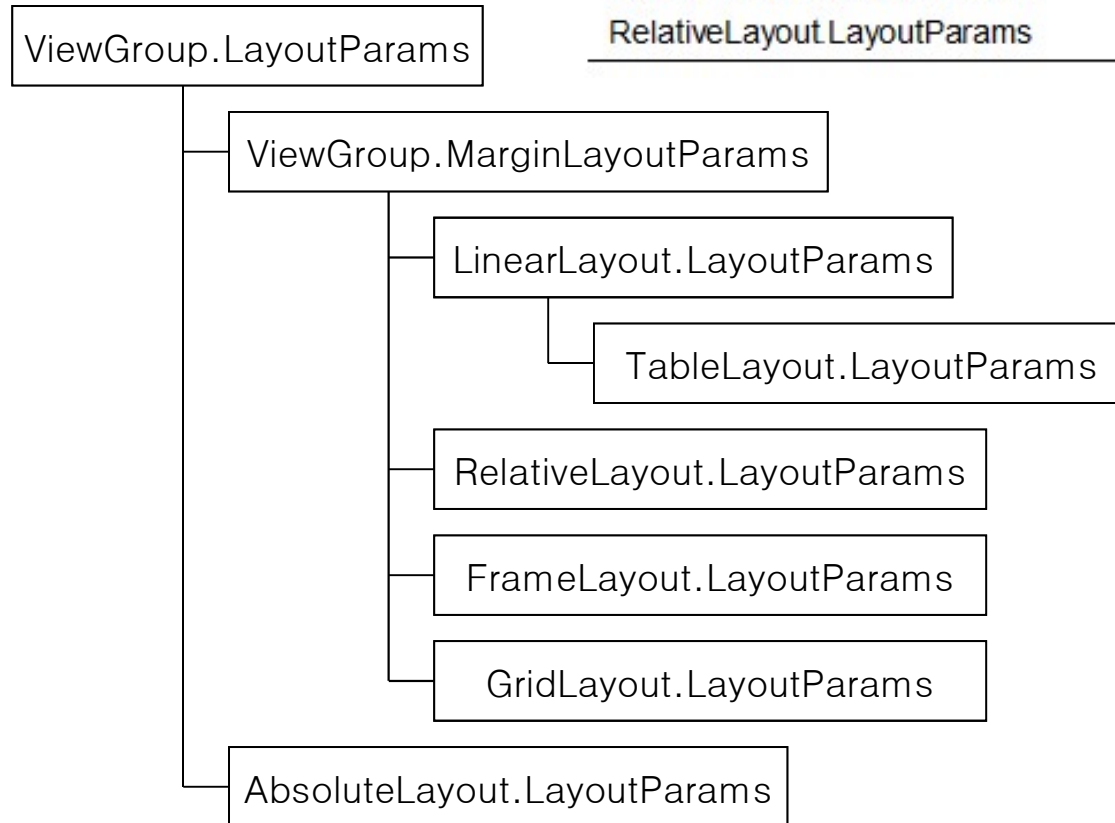 RelativeLayout.LayoutParams
ViewGroup.LayoutParams
ViewGroup.MarginLayoutParams
LinearLayout.LayoutParams
TableLayout.LayoutParams
RelativeLayout.LayoutParams
FrameLayout.LayoutParams
GridLayout.LayoutParams
AbsoluteLayout.LayoutParams